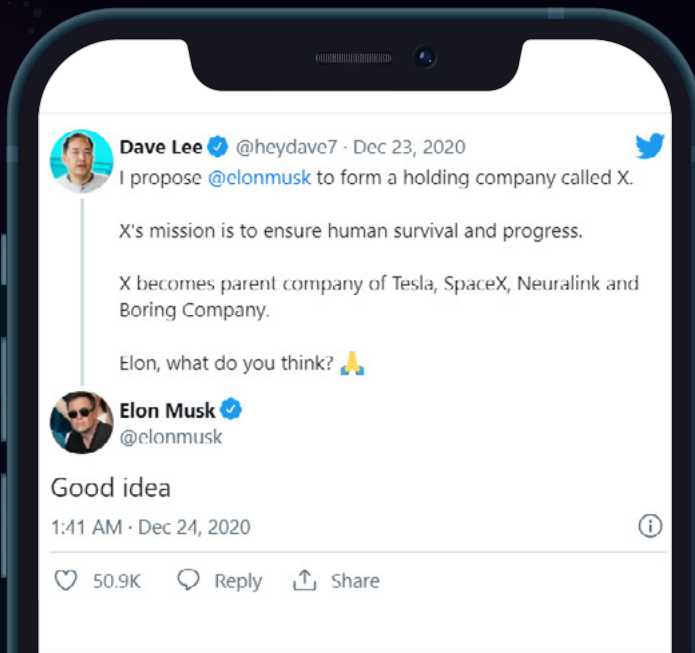 Dave Lee @heydave7 · Dec 23, 2020
I propose @elonmusk to form a holding company called X.
X's mission is to ensure human survival and progress.
X becomes parent company of Tesla, SpaceX, Neuralink and
Boring Company.
Elon, what do you think? 🙏
Elon Musk
@elonmusk
Good idea
1:41 AM · Dec 24, 2020
50.9K Reply Share